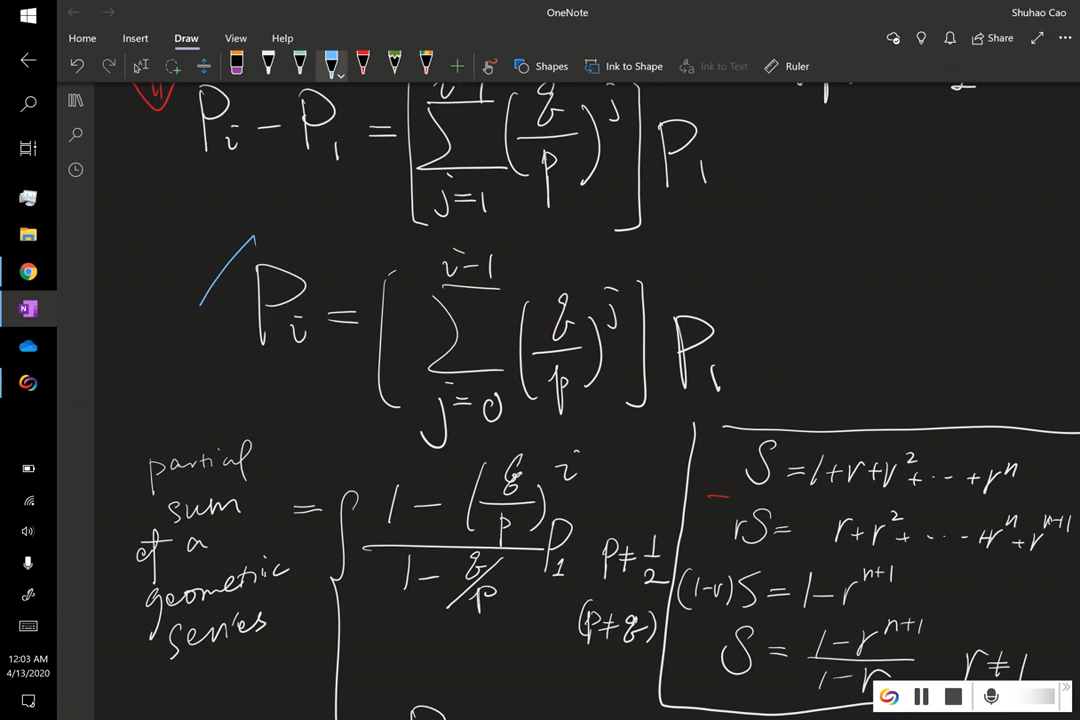 OneNote
Shuhao Cao
Home Insert Draw View Help
Share
Shapes Ink to Shape Ink to Text Ruler
P_i − P_1 = [ ∑_{j=1}^{i−1} (q/p)^j ] P_1
P_i = [ ∑_{j=0}^{i−1} (q/p)^j ] P_1
partial
sum
of a
geometric
series
= { (1 − (q/p)^i) / (1 − q/p) P_1 p ≠ 1/2
(p ≠ q)
S = 1 + r + r^2 + ··· + r^n
rS = r + r^2 + ··· + r^n + r^{n+1}
(1−r)S = 1 − r^{n+1}
S = (1 − r^{n+1}) / (1 − r) r ≠ 1
12:03 AM
4/13/2020